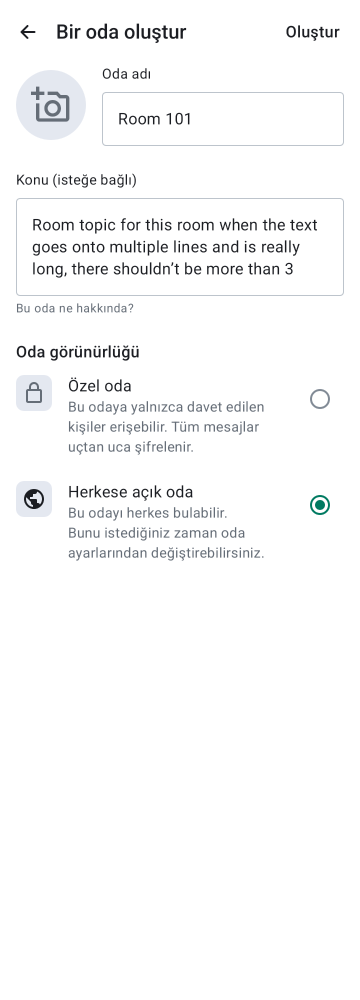 Bir oda oluştur
Oluştur
Oda adı
Room 101
Konu (isteğe bağlı)
Room topic for this room when the text
goes onto multiple lines and is really
long, there shouldn’t be more than 3
Bu oda ne hakkında?
Oda görünürlüğü
Özel oda
Bu odaya yalnızca davet edilen
kişiler erişebilir. Tüm mesajlar
uçtan uca şifrelenir.
Herkese açık oda
Bu odayı herkes bulabilir.
Bunu istediğiniz zaman oda
ayarlarından değiştirebilirsiniz.